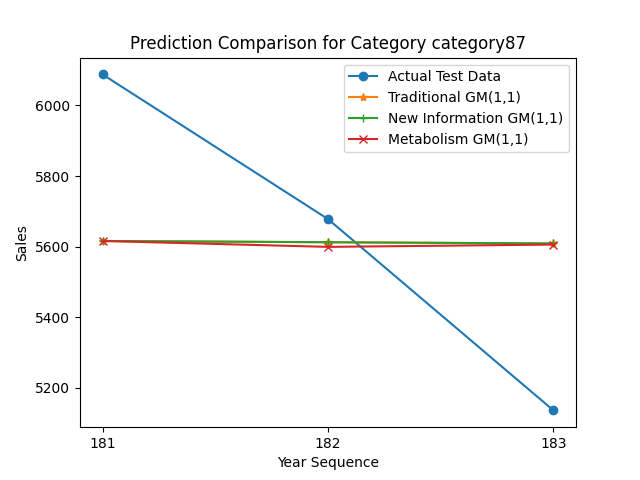 Prediction Comparison for Category category87
Actual Test Data
Traditional GM(1,1)
New Information GM(1,1)
Metabolism GM(1,1)
6000
5800
5600
5400
5200
Sales
181
182
183
Year Sequence